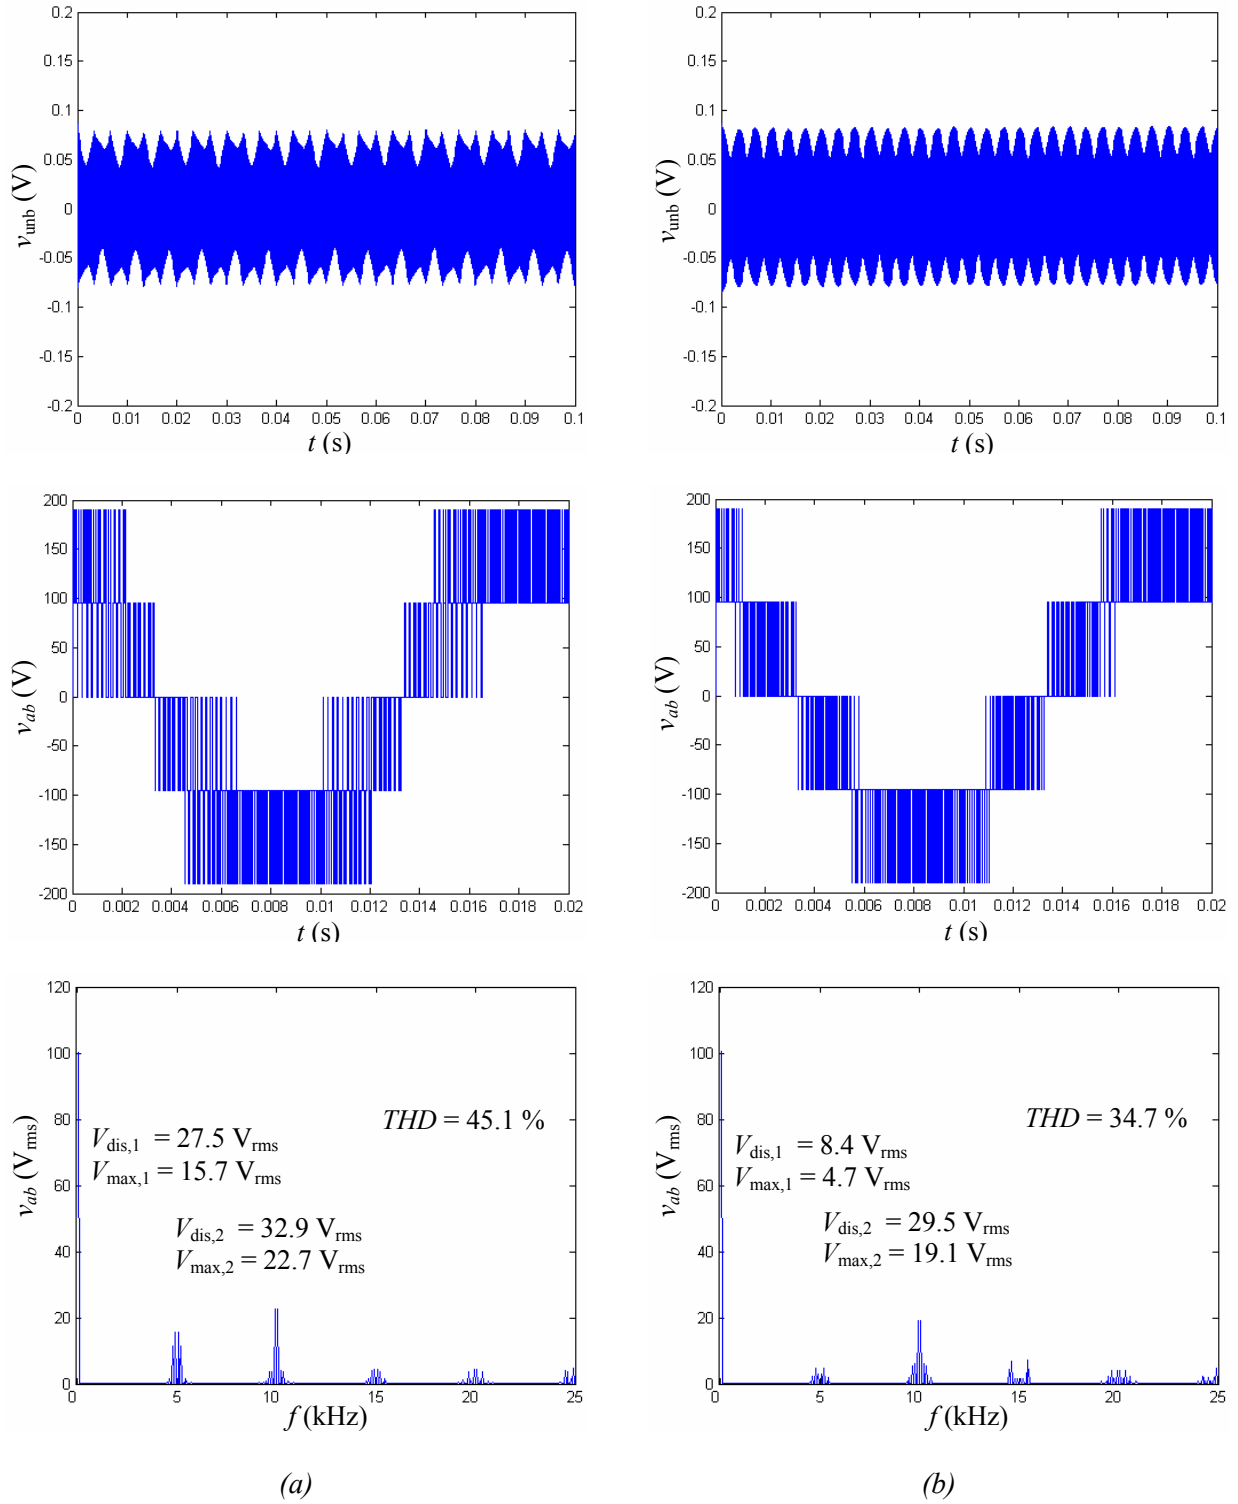 0.2
0.15
0.1
0.05
0
-0.05
-0.1
-0.15
-0.2
v_unb (V)
0 0.01 0.02 0.03 0.04 0.05 0.06 0.07 0.08 0.09 0.1
t (s)
0.2
0.15
0.1
0.05
0
-0.05
-0.1
-0.15
-0.2
v_unb (V)
0 0.01 0.02 0.03 0.04 0.05 0.06 0.07 0.08 0.09 0.1
t (s)
200
150
100
50
0
-50
-100
-150
-200
v_ab (V)
0 0.002 0.004 0.006 0.008 0.01 0.012 0.014 0.016 0.018 0.02
t (s)
200
150
100
50
0
-50
-100
-150
-200
v_ab (V)
0 0.002 0.004 0.006 0.008 0.01 0.012 0.014 0.016 0.018 0.02
t (s)
120
100
80
60
40
20
0
v_ab (V_rms)
THD = 45.1 %
V_dis,1 = 27.5 V_rms
V_max,1 = 15.7 V_rms
V_dis,2 = 32.9 V_rms
V_max,2 = 22.7 V_rms
0 5 10 15 20 25
f (kHz)
120
100
80
60
40
20
0
v_ab (V_rms)
THD = 34.7 %
V_dis,1 = 8.4 V_rms
V_max,1 = 4.7 V_rms
V_dis,2 = 29.5 V_rms
V_max,2 = 19.1 V_rms
0 5 10 15 20 25
f (kHz)
(a)
(b)